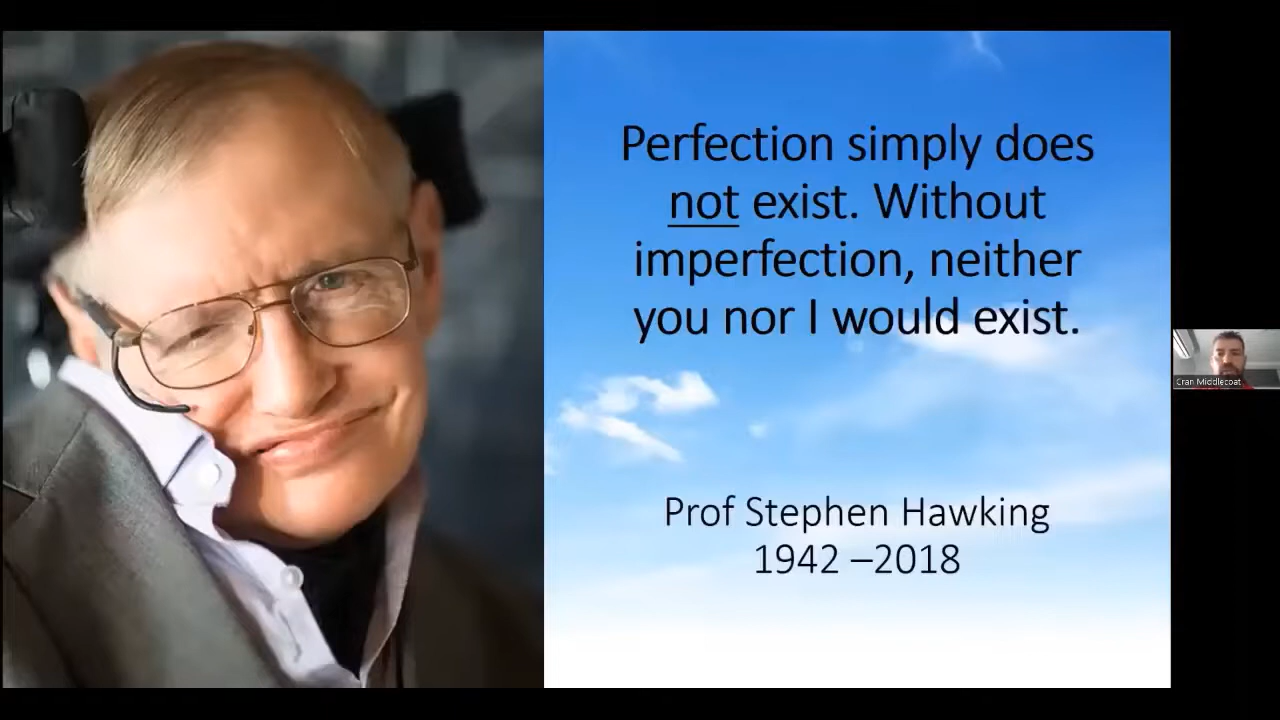 Perfection simply does
not exist. Without
imperfection, neither
you nor I would exist.
Prof Stephen Hawking
1942 –2018
Cran Middlecoat